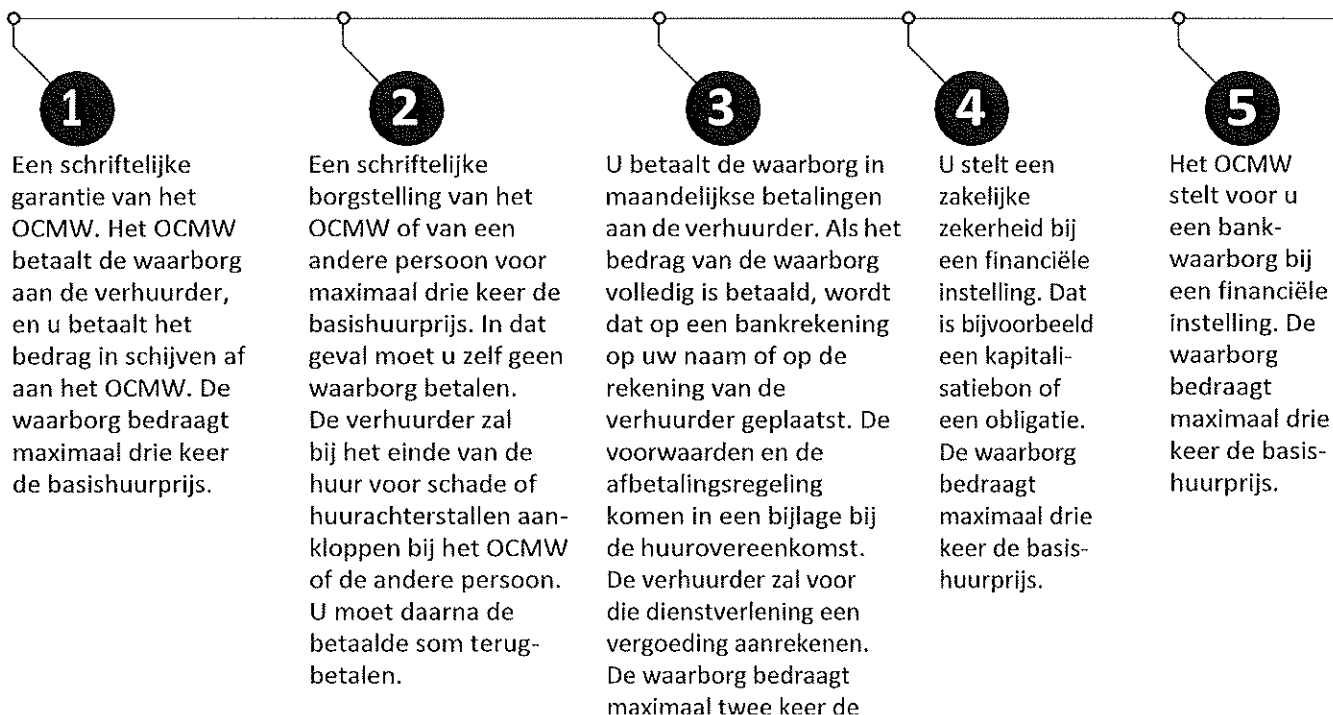 1
Een schriftelijke
garantie van het
OCMW. Het OCMW
betaalt de waarborg
aan de verhuurder,
en u betaalt het
bedrag in schijven af
aan het OCMW. De
waarborg bedraagt
maximaal drie keer
de basishuurprijs.
2
Een schriftelijke
borgstelling van het
OCMW of van een
andere persoon voor
maximaal drie keer de
basishuurprijs. In dat
geval moet u zelf geen
waarborg betalen.
De verhuurder zal
bij het einde van de
huur voor schade of
huurachterstallen aan-
kloppen bij het OCMW
of de andere persoon.
U moet daarna de
betaalde som terug-
betalen.
3
U betaalt de waarborg in
maandelijkse betalingen
aan de verhuurder. Als het
bedrag van de waarborg
volledig is betaald, wordt
dat op een bankrekening
op uw naam of op de
rekening van de
verhuurder geplaatst. De
voorwaarden en de
afbetalingsregeling
komen in een bijlage bij
de huurovereenkomst.
De verhuurder zal voor
die dienstverlening een
vergoeding aanrekenen.
De waarborg bedraagt
maximaal twee keer de
4
U stelt een
zakelijke
zekerheid bij
een financiële
instelling. Dat
is bijvoorbeeld
een kapitali-
satiebon of
een obligatie.
De waarborg
bedraagt
maximaal drie
keer de basis-
huurprijs.
5
Het OCMW
stelt voor u
een bank-
waarborg bij
een financiële
instelling. De
waarborg
bedraagt
maximaal drie
keer de basis-
huurprijs.